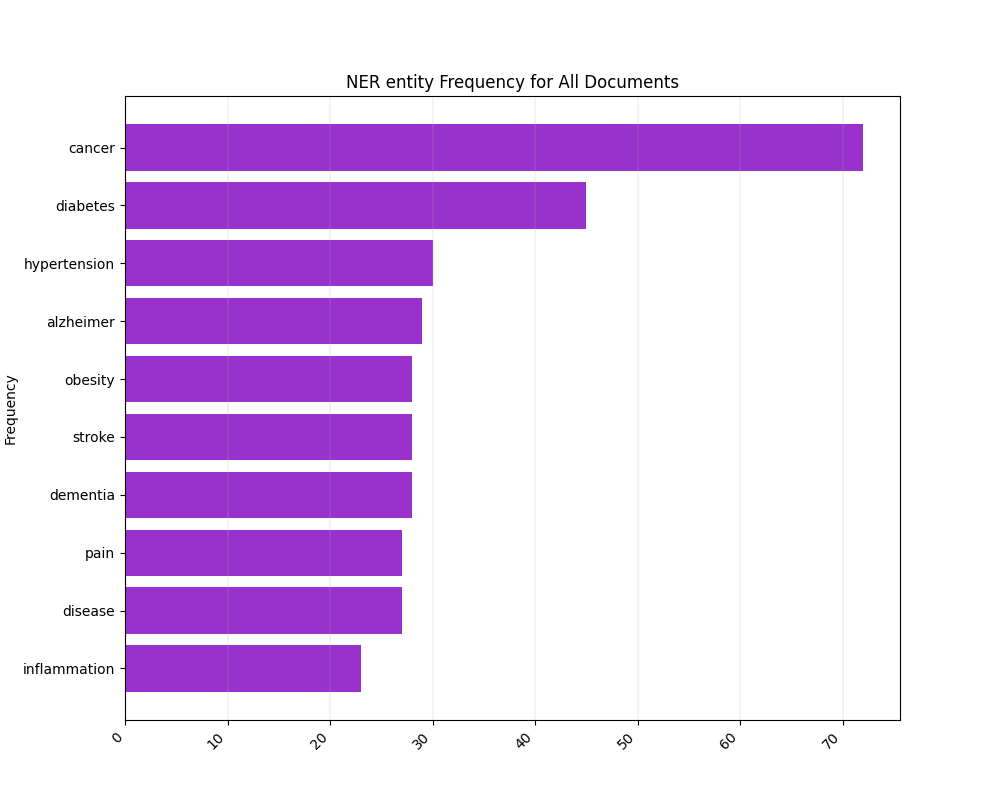 NER entity Frequency for All Documents
cancer
diabetes
hypertension
alzheimer
obesity
stroke
dementia
pain
disease
inflammation
Frequency
0 10 20 30 40 50 60 70